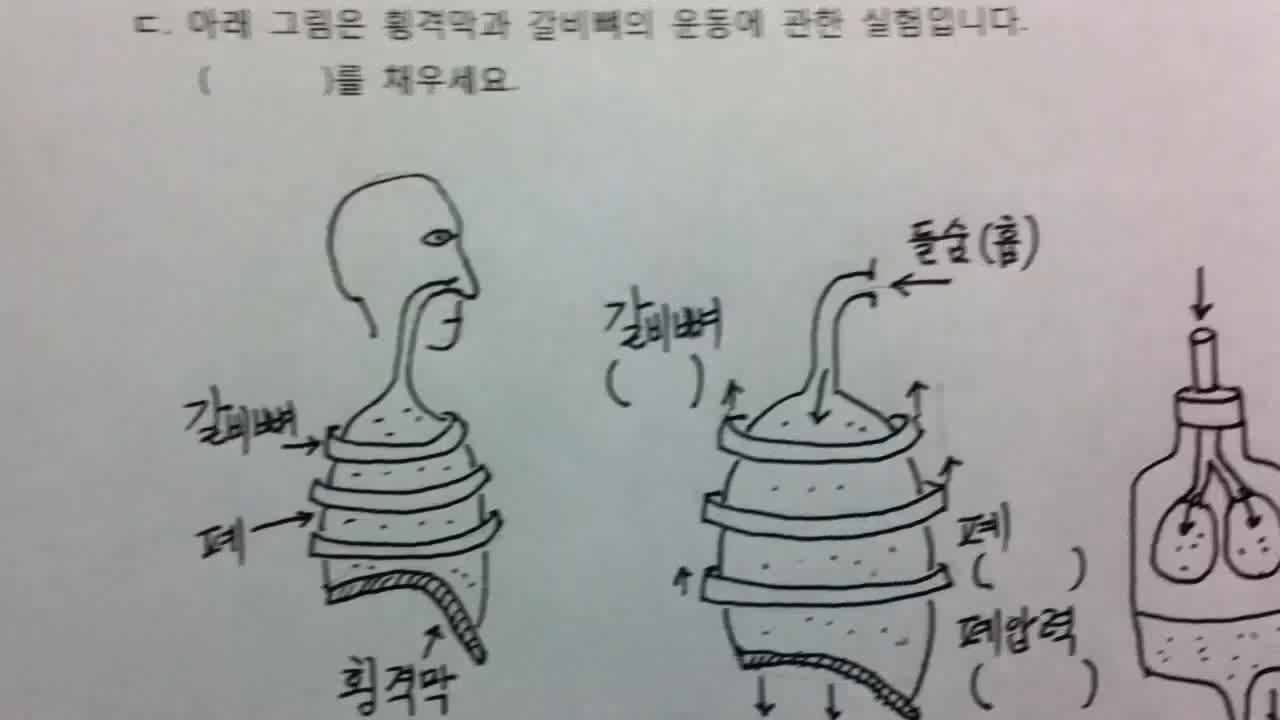 ㄷ. 아래 그림은 횡격막과 갈비뼈의 운동에 관한 실험입니다.
( )를 채우세요.
들숨(흡)
갈비뼈
( )
갈비뼈
폐
폐
( )
폐압력
( )
횡격막